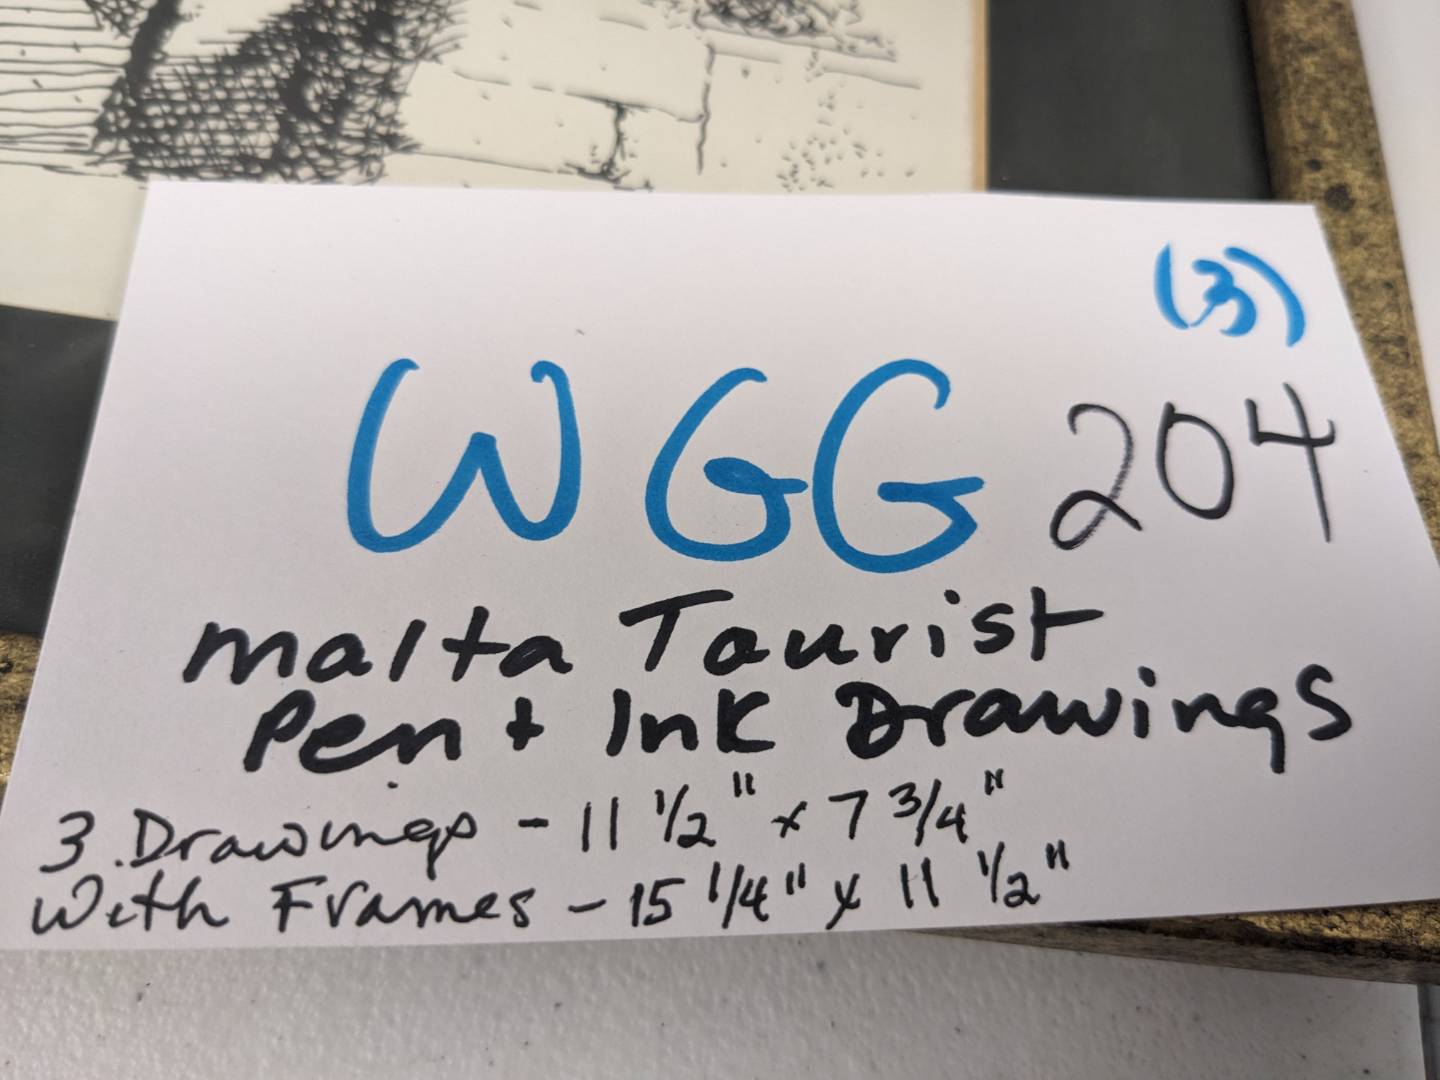 (3)
WGG 204
Malta Tourist
Pen + Ink Drawings
3 Drawings - 11 1/2" x 7 3/4"
With Frames - 15 1/4" x 11 1/2"